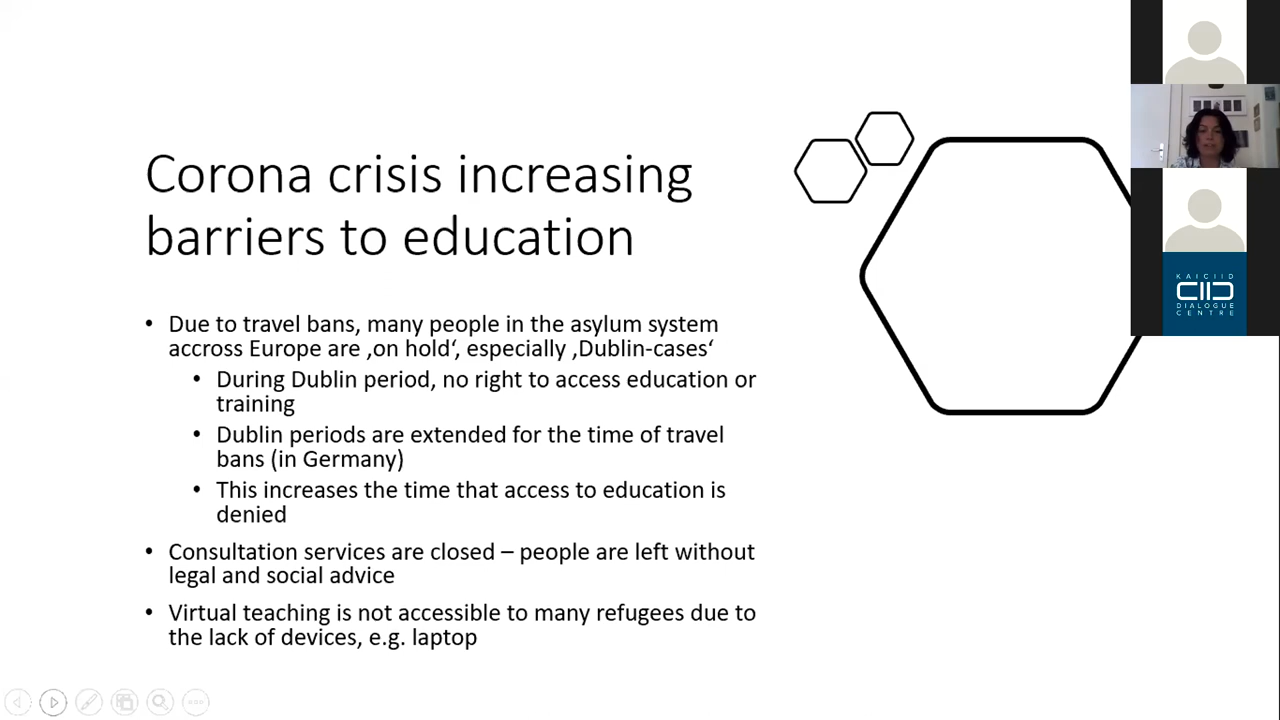 Corona crisis increasing
barriers to education
• Due to travel bans, many people in the asylum system
accross Europe are ‚on hold‘, especially ‚Dublin-cases‘
• During Dublin period, no right to access education or
training
• Dublin periods are extended for the time of travel
bans (in Germany)
• This increases the time that access to education is
denied
• Consultation services are closed – people are left without
legal and social advice
• Virtual teaching is not accessible to many refugees due to
the lack of devices, e.g. laptop
KAICIID
DIALOGUE
CENTRE